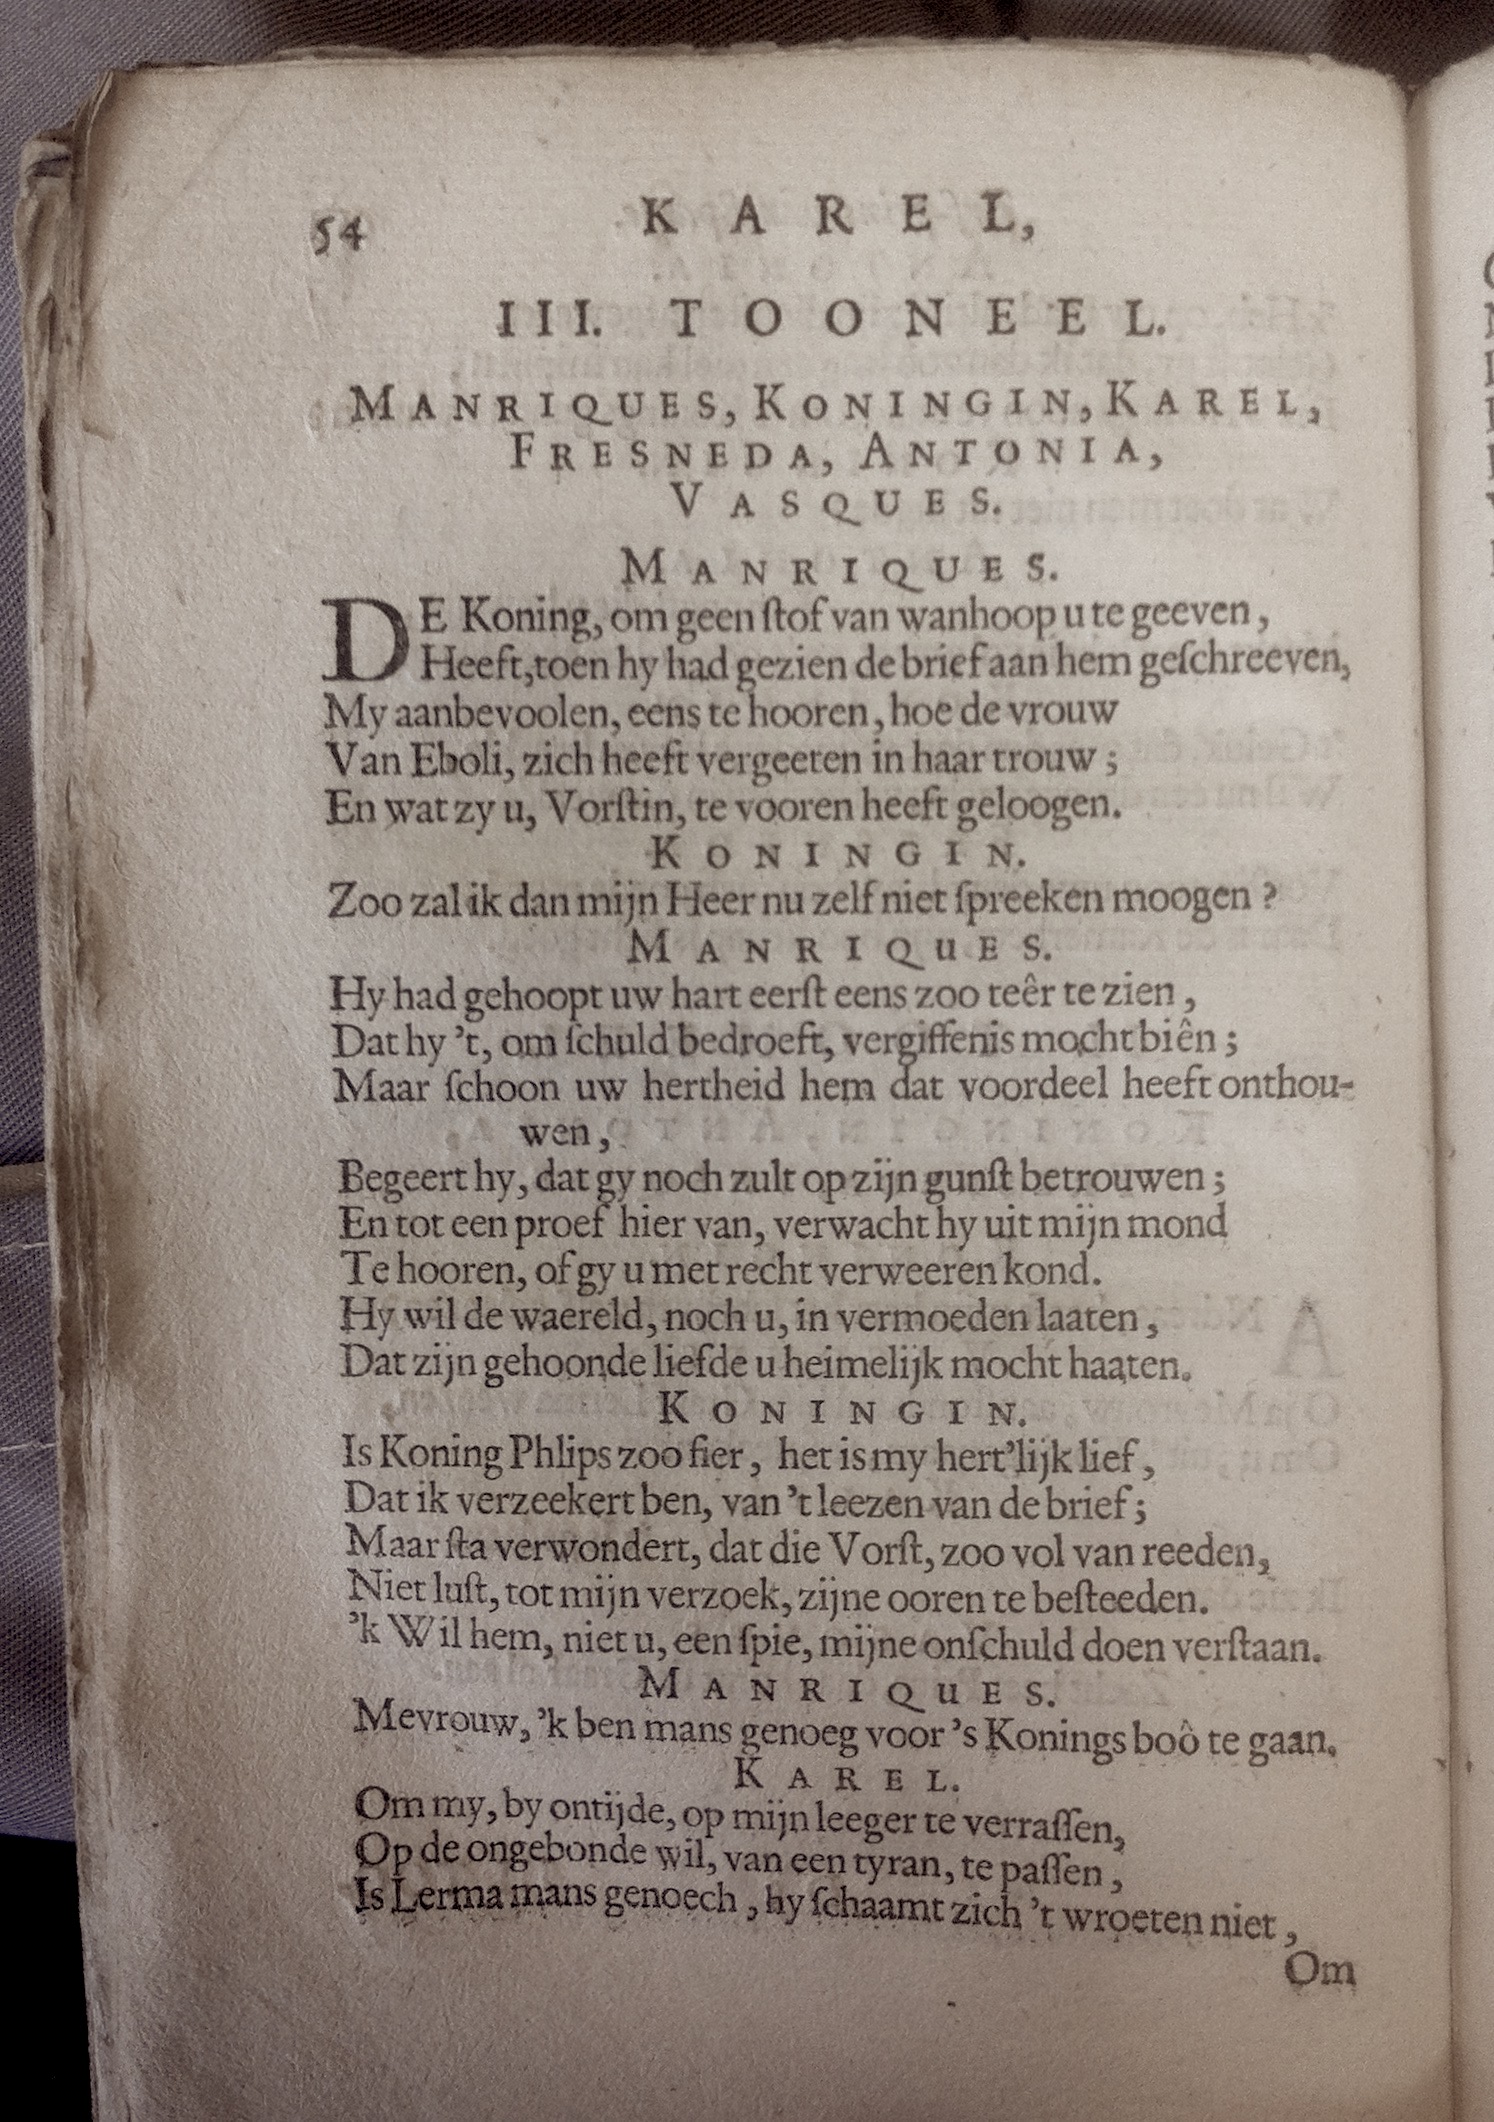 54 KAREL,
III. TOONEEL.
MANRIQUES, KONINGIN, KAREL,
FRESNEDA, ANTONIA,
VASQUES.
MANRIQUES.
DE Koning, om geen ſtof van wanhoop u te geeven,
Heeft, toen hy had gezien de brief aan hem geſchreeven,
My aanbevoolen, eens te hooren, hoe de vrouw
Van Eboli, zich heeft vergeeten in haar trouw;
En wat zy u, Vorſtin, te vooren heeft geloogen.
KONINGIN.
Zoo zal ik dan mijn Heer nu zelf niet ſpreeken moogen?
MANRIQUES.
Hy had gehoopt uw hart eerſt eens zoo teêr te zien,
Dat hy 't, om ſchuld bedroeft, vergiffenis mocht biên;
Maar ſchoon uw hertheid hem dat voordeel heeft onthou-
wen,
Begeert hy, dat gy noch zult op zijn gunſt betrouwen;
En tot een proef hier van, verwacht hy uit mijn mond
Te hooren, of gy u met recht verweeren kond.
Hy wil de waereld, noch u, in vermoeden laaten,
Dat zijn gehoonde liefde u heimelijk mocht haaten.
KONINGIN.
Is Koning Phlips zoo fier, het is my hert'lijk lief,
Dat ik verzeekert ben, van 't leezen van de brief;
Maar ſta verwondert, dat die Vorſt, zoo vol van reeden,
Niet luſt, tot mijn verzoek, zijne ooren te beſteeden.
'k Wil hem, niet u, een ſpie, mijne onſchuld doen verſtaan.
MANRIQUES.
Mevrouw, 'k ben mans genoeg voor 's Konings boô te gaan.
KAREL.
Om my, by ontijde, op mijn leeger te verraſſen,
Op de ongebonde wil, van een tyran, te paſſen,
Is Lerma mans genoech, hy ſchaamt zich 't wroeten niet,
Om